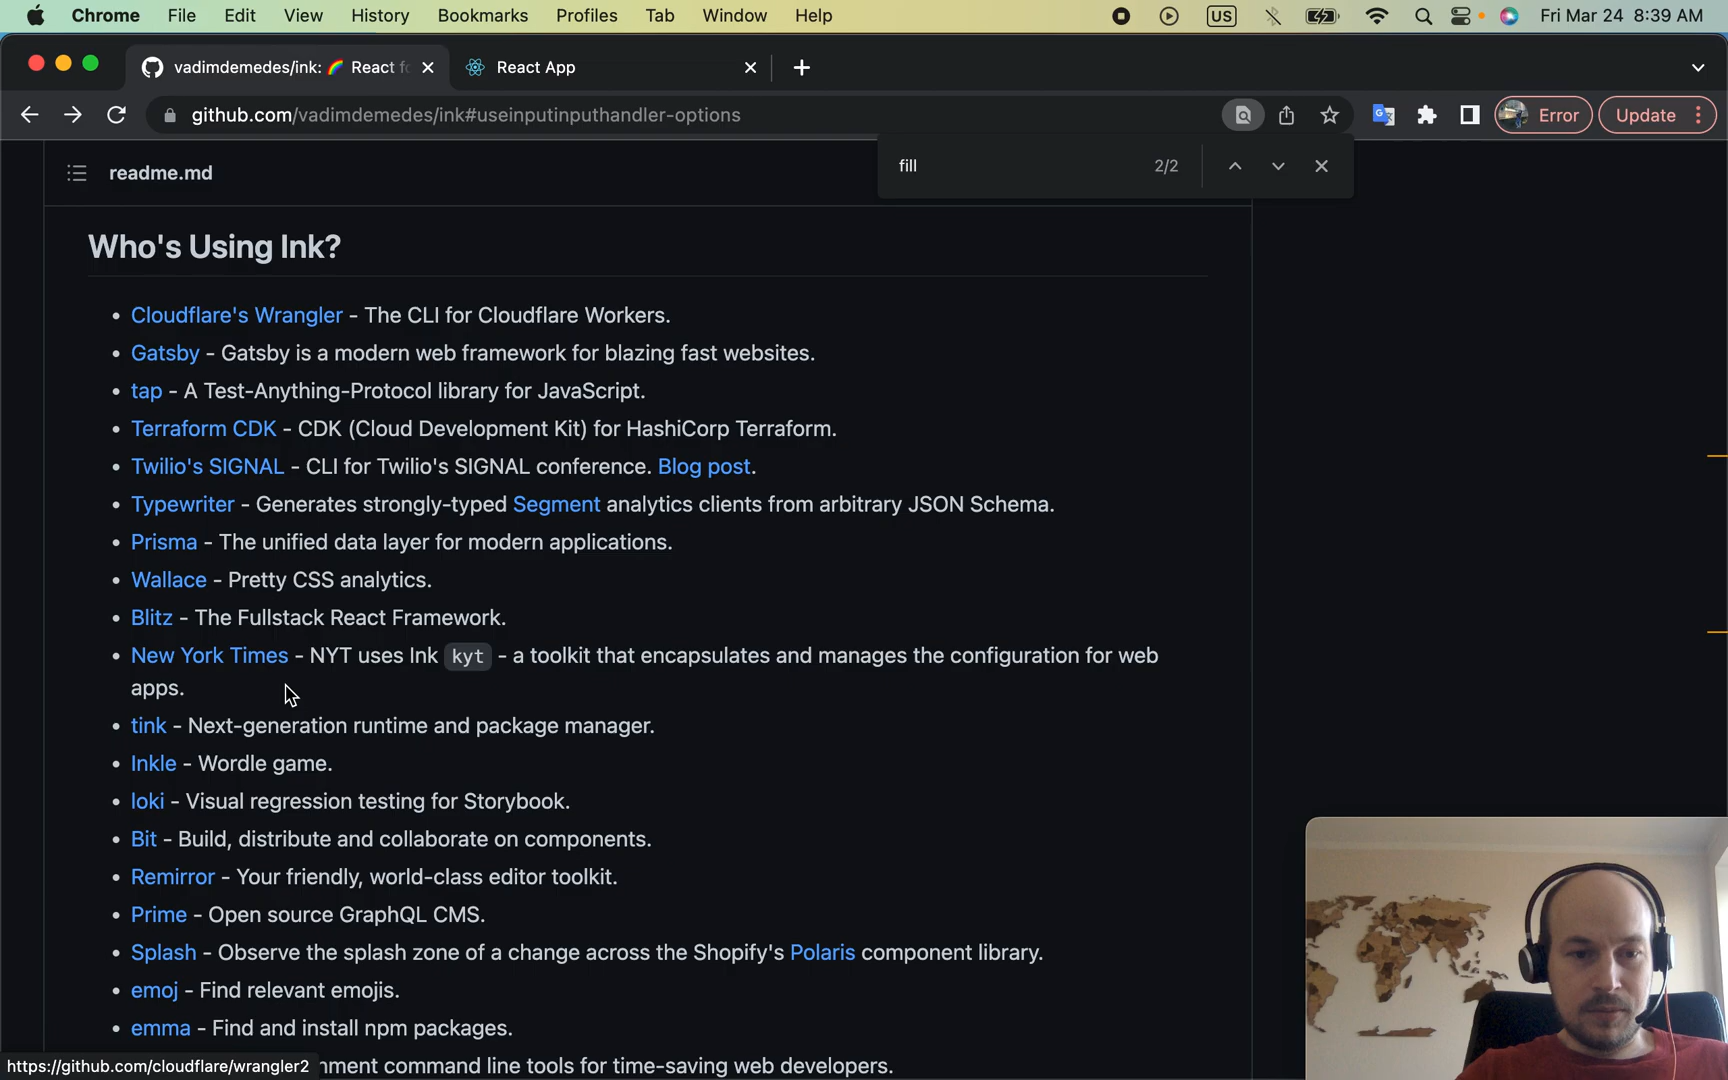 Chrome File Edit View History Bookmarks Profiles Tab Window Help US Fri Mar 24 8:39 AM
vadimdemedes/ink: 🌈 React fo React App
github.com/vadimdemedes/ink#useinputinputhandler-options Error Update
fill 2/2
readme.md
Who's Using Ink?
• Cloudflare's Wrangler - The CLI for Cloudflare Workers.
• Gatsby - Gatsby is a modern web framework for blazing fast websites.
• tap - A Test-Anything-Protocol library for JavaScript.
• Terraform CDK - CDK (Cloud Development Kit) for HashiCorp Terraform.
• Twilio's SIGNAL - CLI for Twilio's SIGNAL conference. Blog post.
• Typewriter - Generates strongly-typed Segment analytics clients from arbitrary JSON Schema.
• Prisma - The unified data layer for modern applications.
• Wallace - Pretty CSS analytics.
• Blitz - The Fullstack React Framework.
• New York Times - NYT uses Ink kyt - a toolkit that encapsulates and manages the configuration for web
apps.
• tink - Next-generation runtime and package manager.
• Inkle - Wordle game.
• loki - Visual regression testing for Storybook.
• Bit - Build, distribute and collaborate on components.
• Remirror - Your friendly, world-class editor toolkit.
• Prime - Open source GraphQL CMS.
• Splash - Observe the splash zone of a change across the Shopify's Polaris component library.
• emoj - Find relevant emojis.
• emma - Find and install npm packages.
https://github.com/cloudflare/wrangler2 nment command line tools for time-saving web developers.